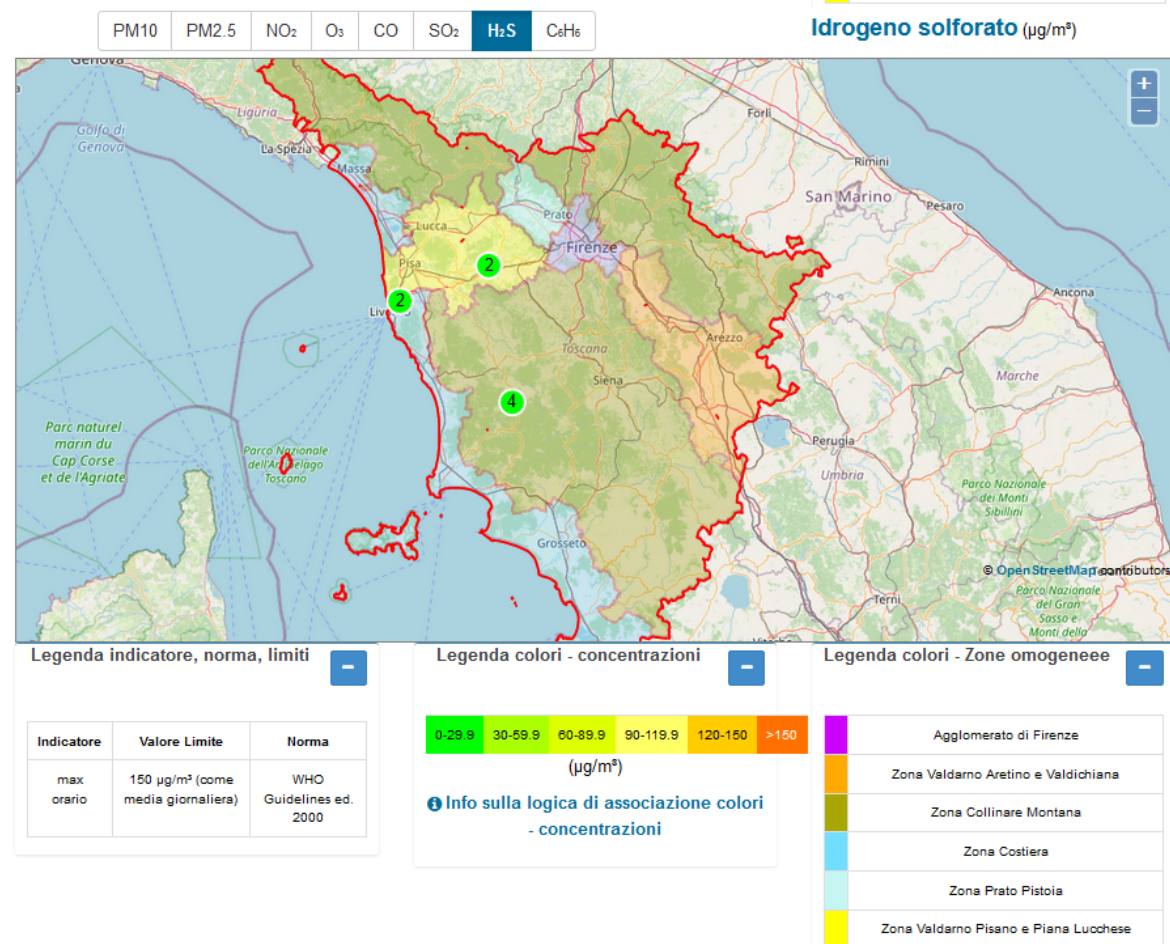 PM10 PM2.5 NO₂ O₃ CO SO₂ H₂S C₆H₆
Idrogeno solforato (µg/m³)
Genova
Liguria
Golfo di
Genova
La Spezia
Massa
Forlì
Rimini
San Marino
Pesaro
Prato
Lucca
Firenze
Pisa
2
2
Ancona
Arezzo
Toscana
Siena
Marche
4
Parc naturel
marin du
Cap Corse
et de l'Agriate
Parco Nazionale
dell'Arcipelago
Toscano
Perugia
Umbria
Parco Nazionale
dei Monti
Sibillini
Grosseto
© OpenStreetMap contributors
Parco Nazionale
del Gran
Sasso e
Monti della
Terni
+
−
Legenda indicatore, norma, limiti −
Indicatore Valore Limite Norma
max 150 µg/m³ (come WHO
orario media giornaliera) Guidelines ed.
2000
Legenda colori - concentrazioni −
0-29.9 30-59.9 60-89.9 90-119.9 120-150 >150
(µg/m³)
Info sulla logica di associazione colori
- concentrazioni
Legenda colori - Zone omogeneee −
Agglomerato di Firenze
Zona Valdarno Aretino e Valdichiana
Zona Collinare Montana
Zona Costiera
Zona Prato Pistoia
Zona Valdarno Pisano e Piana Lucchese